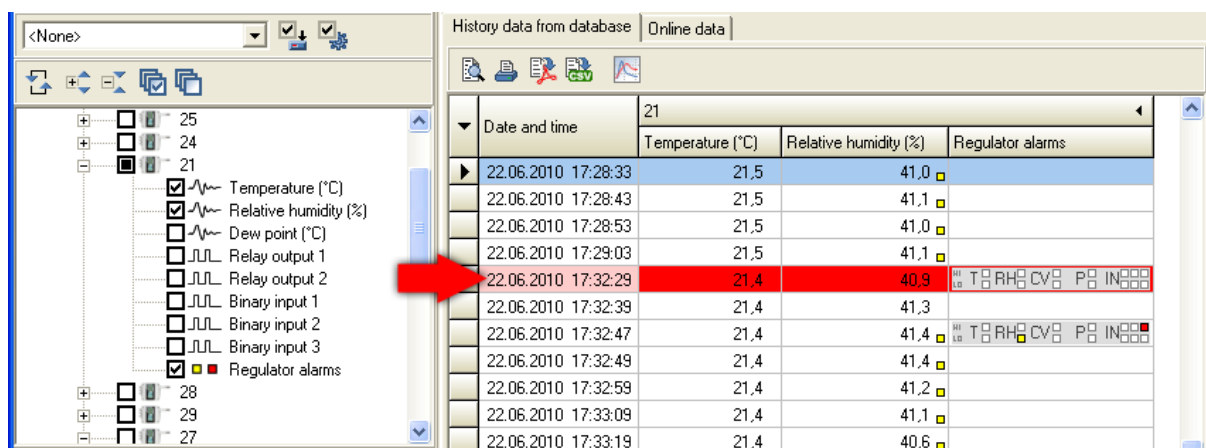 <None>
25
24
21
Temperature (°C)
Relative humidity (%)
Dew point (°C)
Relay output 1
Relay output 2
Binary input 1
Binary input 2
Binary input 3
Regulator alarms
28
29
27
History data from database Online data
CSV
Date and time 21
Temperature (°C) Relative humidity (%) Regulator alarms
22.06.2010 17:28:33 21,5 41,0
22.06.2010 17:28:43 21,5 41,1
22.06.2010 17:28:53 21,5 41,0
22.06.2010 17:29:03 21,5 41,1
22.06.2010 17:32:29 21,4 40,9 HI LO T RH CV P IN
22.06.2010 17:32:39 21,4 41,3
22.06.2010 17:32:47 21,4 41,4 HI LO T RH CV P IN
22.06.2010 17:32:49 21,4 41,4
22.06.2010 17:32:59 21,4 41,2
22.06.2010 17:33:09 21,4 41,1
22.06.2010 17:33:19 21,4 40,6